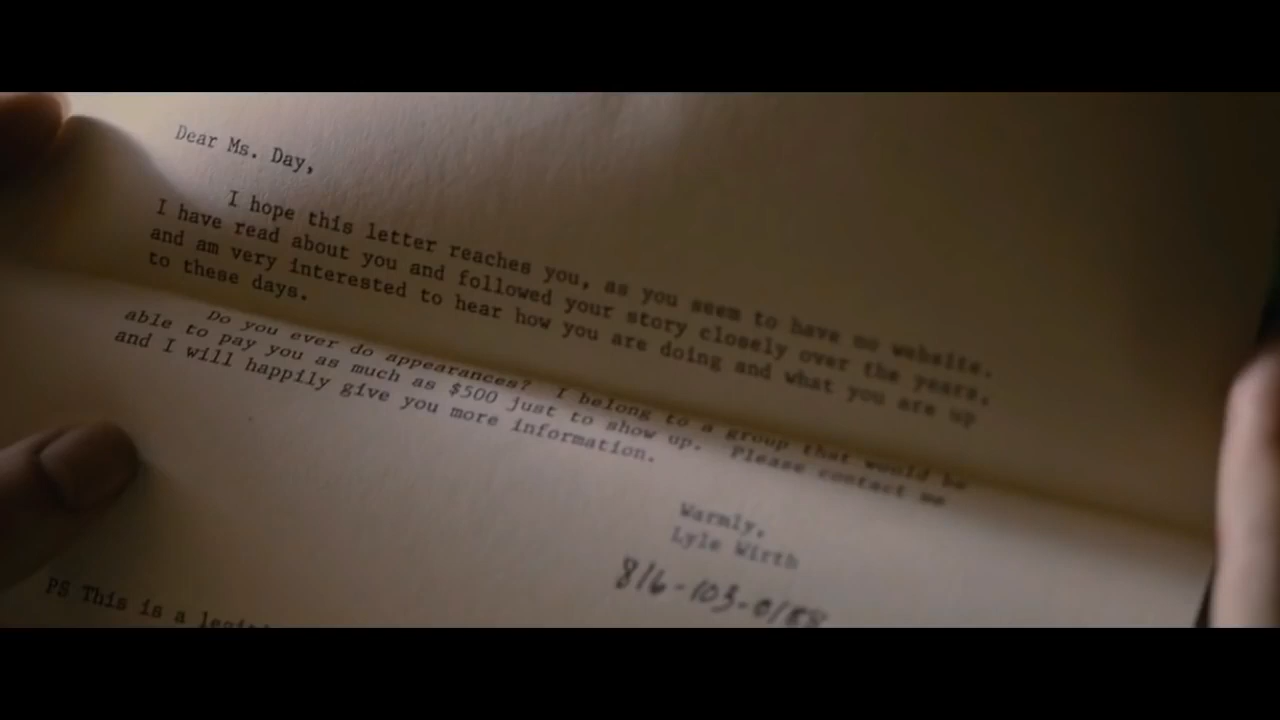 Dear Ms. Day,
I hope this letter reaches you, as you seem to have no website.
I have read about you and followed your story closely over the years,
and am very interested to hear how you are doing and what you are up
to these days.
Do you ever do appearances? I belong to a group that would be
able to pay you as much as $500 just to show up. Please contact me
and I will happily give you more information.
Warmly,
Lyle Wirth
816-103-0188
PS This is a